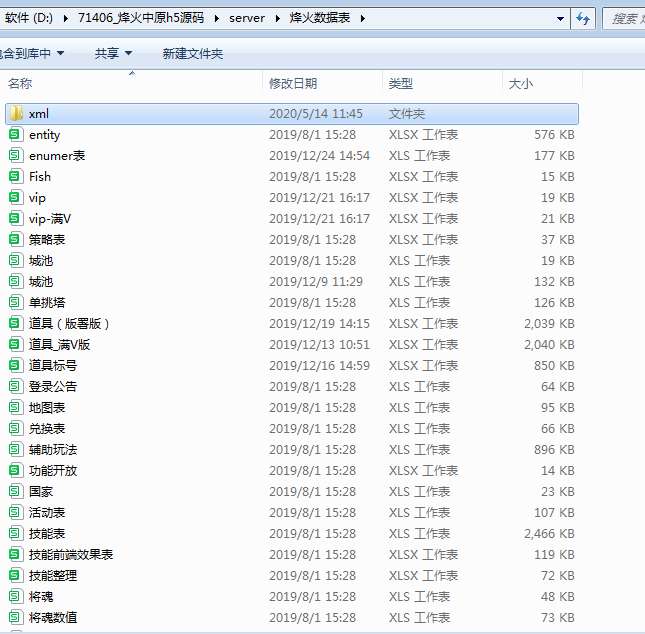 软件 (D:) ▸ 71406_烽火中原h5源码 ▸ server ▸ 烽火数据表 ▸ 搜索
含到库中 共享 新建文件夹
名称 修改日期 类型 大小
xml 2020/5/14 11:45 文件夹
entity 2019/8/1 15:28 XLSX 工作表 576 KB
enumer表 2019/12/24 14:54 XLS 工作表 177 KB
Fish 2019/8/1 15:28 XLSX 工作表 15 KB
vip 2019/12/21 16:17 XLSX 工作表 19 KB
vip-满V 2019/12/21 16:17 XLSX 工作表 21 KB
策略表 2019/8/1 15:28 XLSX 工作表 37 KB
域池 2019/8/1 15:28 XLS 工作表 19 KB
城池 2019/12/9 11:29 XLS 工作表 132 KB
单挑塔 2019/8/1 15:28 XLS 工作表 126 KB
道具（版署版） 2019/12/19 14:15 XLSX 工作表 2,039 KB
道具_满V版 2019/12/13 10:51 XLSX 工作表 2,040 KB
道具标号 2019/12/16 14:59 XLSX 工作表 850 KB
登录公告 2019/8/1 15:28 XLS 工作表 64 KB
地图表 2019/8/1 15:28 XLS 工作表 95 KB
兑换表 2019/8/1 15:28 XLS 工作表 66 KB
辅助玩法 2019/8/1 15:28 XLS 工作表 896 KB
功能开放 2019/8/1 15:28 XLSX 工作表 14 KB
国家 2019/8/1 15:28 XLS 工作表 23 KB
活动表 2019/8/1 15:28 XLS 工作表 107 KB
技能表 2019/8/1 15:28 XLS 工作表 2,466 KB
技能前端效果表 2019/8/1 15:28 XLSX 工作表 119 KB
技能整理 2019/8/1 15:28 XLSX 工作表 72 KB
将魂 2019/8/1 15:28 XLS 工作表 48 KB
将魂数值 2019/8/1 15:28 XLS 工作表 73 KB